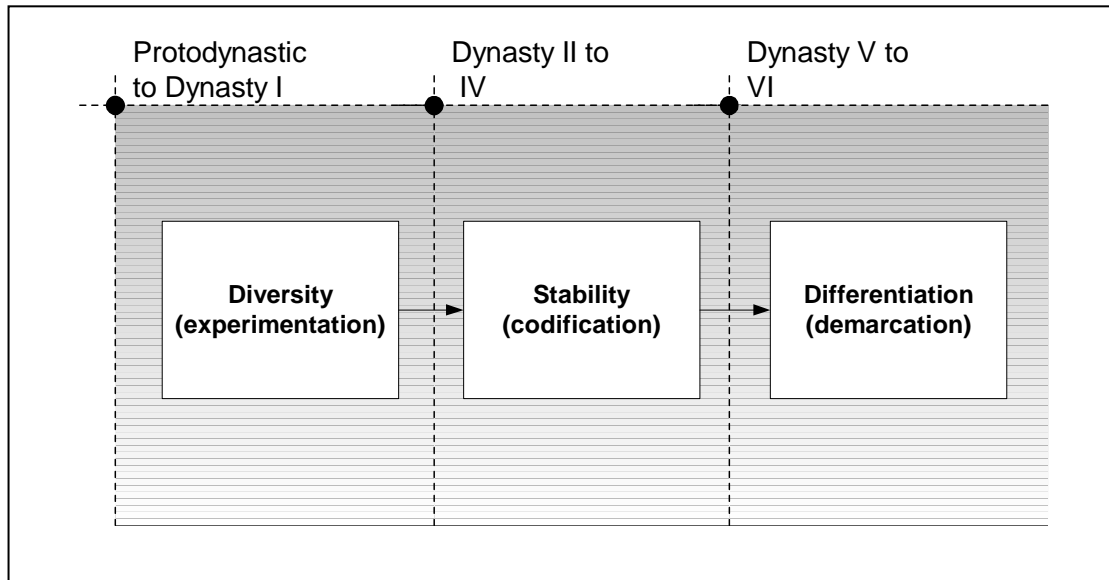 Protodynastic
to Dynasty I
Dynasty II to
IV
Dynasty V to
VI
Diversity
(experimentation)
Stability
(codification)
Differentiation
(demarcation)